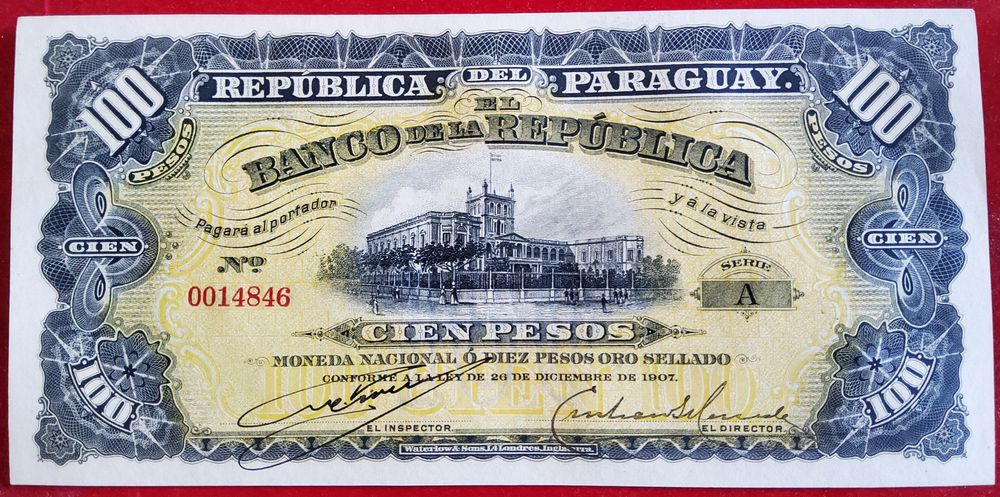 100
REPÚBLICA DEL PARAGUAY.
100
PESOS
PESOS
EL
BANCO DE LA REPÚBLICA
Pagará al portador
y á la vista
CIEN
CIEN
Nº
0014846
SERIE
A
CIEN PESOS
MONEDA NACIONAL Ó DIEZ PESOS ORO SELLADO
CONFORME A LA LEY DE 26 DE DICIEMBRE DE 1907.
100
100
EL INSPECTOR.
EL DIRECTOR.
Waterlow & Sons, Ld Londres, Inglaterra.